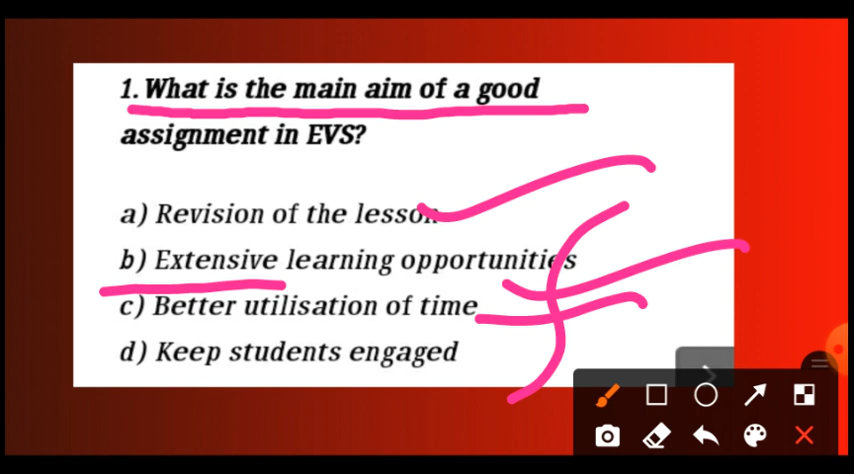 1. What is the main aim of a good
assignment in EVS?
a) Revision of the lesson
b) Extensive learning opportunities
c) Better utilisation of time
d) Keep students engaged